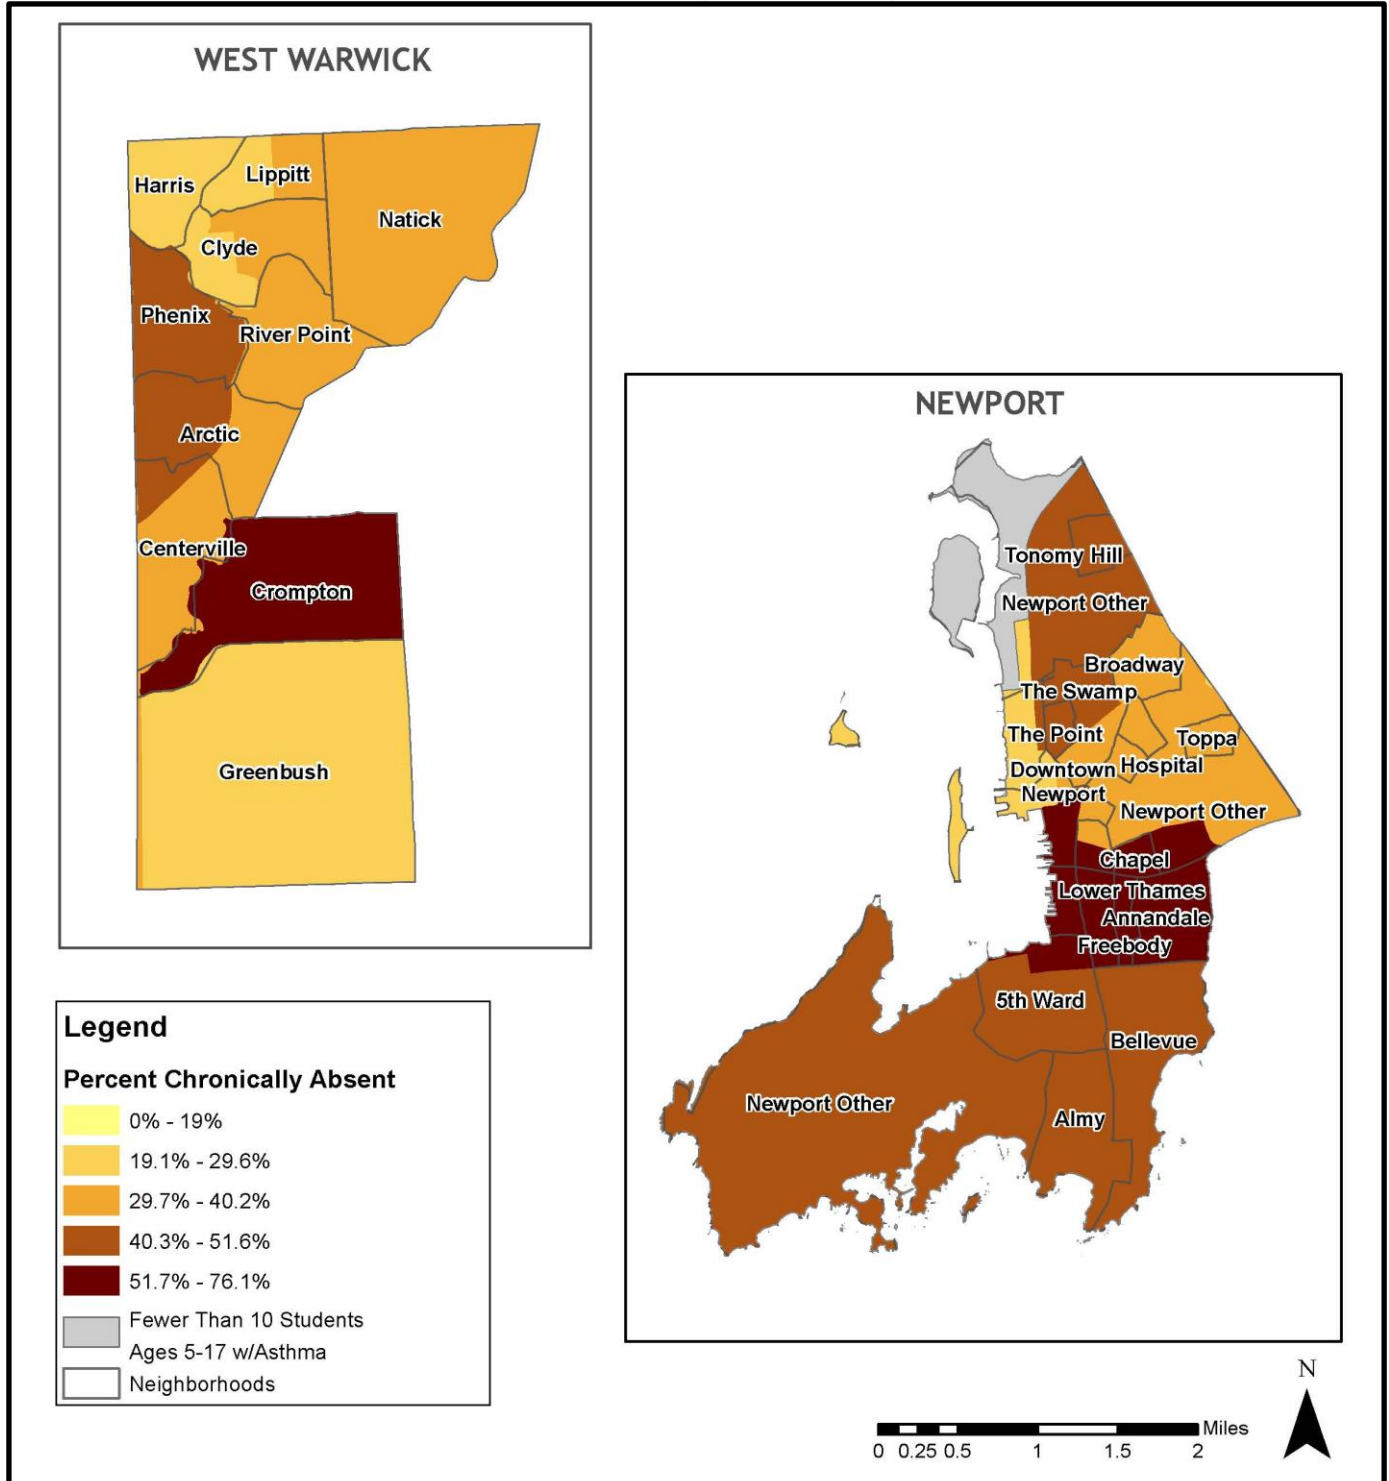 WEST WARWICK
Harris
Lippitt
Natick
Clyde
Phenix
River Point
Arctic
Centerville
Crompton
Greenbush
NEWPORT
Tonomy Hill
Newport Other
Broadway
The Swamp
The Point
Toppa
Downtown
Hospital
Newport
Newport Other
Chapel
Lower Thames
Annandale
Freebody
5th Ward
Bellevue
Newport Other
Almy
Legend
Percent Chronically Absent
0% - 19%
19.1% - 29.6%
29.7% - 40.2%
40.3% - 51.6%
51.7% - 76.1%
Fewer Than 10 Students
Ages 5-17 w/Asthma
Neighborhoods
N
Miles
0 0.25 0.5 1 1.5 2